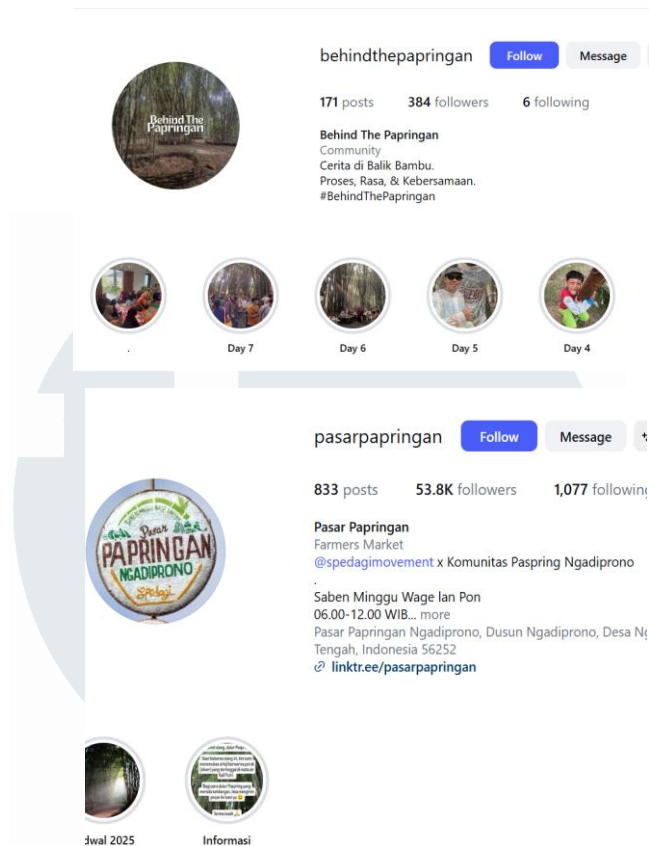 behindthepapringan Follow Message
171 posts 384 followers 6 following
Behind The
Papringan
Behind The Papringan
Community
Cerita di Balik Bambu.
Proses, Rasa, & Kebersamaan.
#BehindThePapringan
. Day 7 Day 6 Day 5 Day 4
pasarpapringan Follow Message
833 posts 53.8K followers 1,077 following
Pasar
PAPRINGAN
NGADIPRONO
Spedagi
Pasar Papringan
Farmers Market
@spedagimovement x Komunitas Paspring Ngadiprono
.
Saben Minggu Wage lan Pon
06.00-12.00 WIB... more
Pasar Papringan Ngadiprono, Dusun Ngadiprono, Desa Ng
Tengah, Indonesia 56252
linktr.ee/pasarpapringan
dwal 2025 Informasi